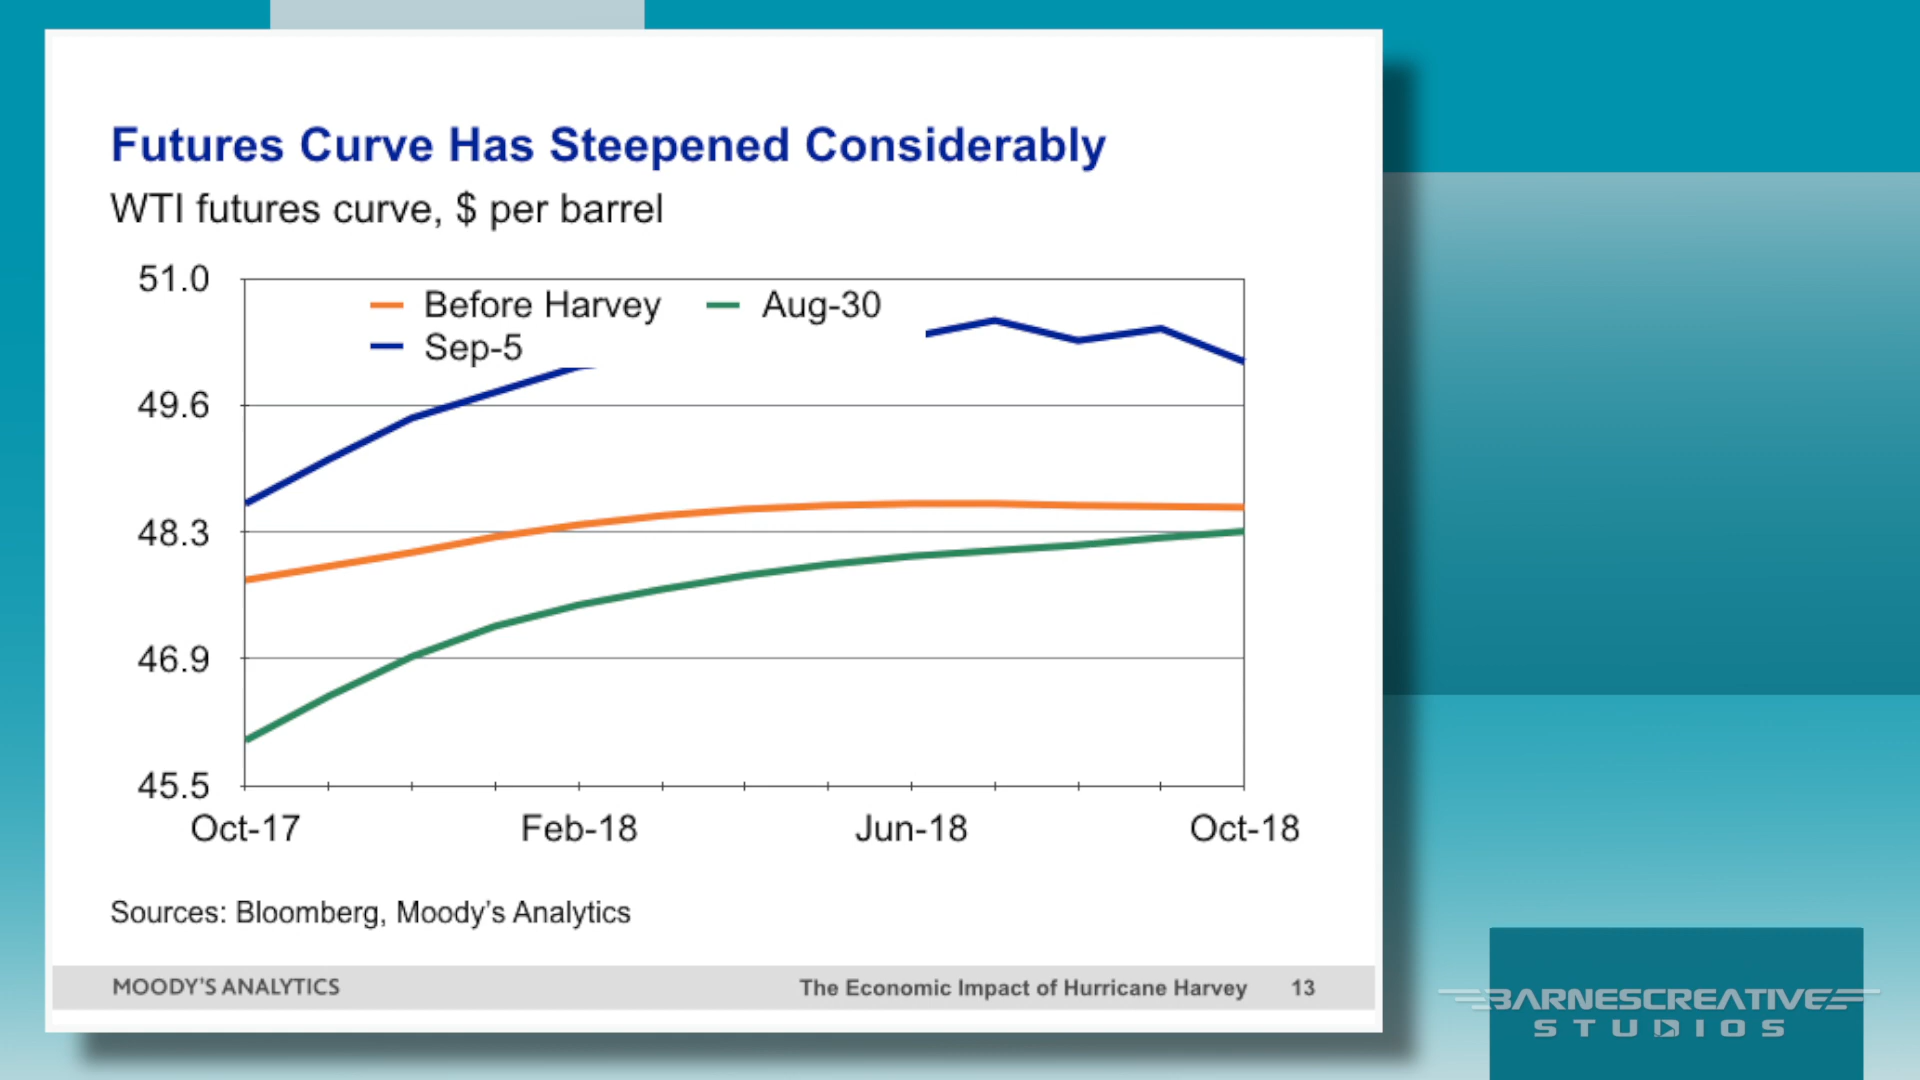 Futures Curve Has Steepened Considerably
WTI futures curve, $ per barrel
51.0
Before Harvey
Aug-30
Sep-5
49.6
48.3
46.9
45.5
Oct-17
Feb-18
Jun-18
Oct-18
Sources: Bloomberg, Moody's Analytics
MOODY'S ANALYTICS
The Economic Impact of Hurricane Harvey
13
BARNESCREATIVE
STUDIOS